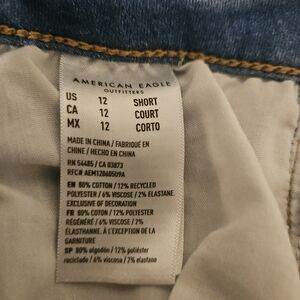 AMERICAN EAGLE
OUTFITTERS
US 12 SHORT
CA 12 COURT
MX 12 CORTO
MADE IN CHINA / FABRIQUÉ EN
CHINE / HECHO EN CHINA
RN 54485 / CA 03873
RFC# AEM120605U9A
EN 80% COTTON / 12% RECYCLED
POLYESTER / 6% VISCOSE / 2% ELASTANE.
EXCLUSIVE OF DECORATION
FR 80% COTON / 12% POLYESTER
RÉGÉNÉRÉ / 6% VISCOSE / 2%
ÉLASTHANNE. À L'EXCEPTION DE LA
GARNITURE
SP 80% algodón / 12% poliéster
reciclado / 6% viscosa / 2% elastano